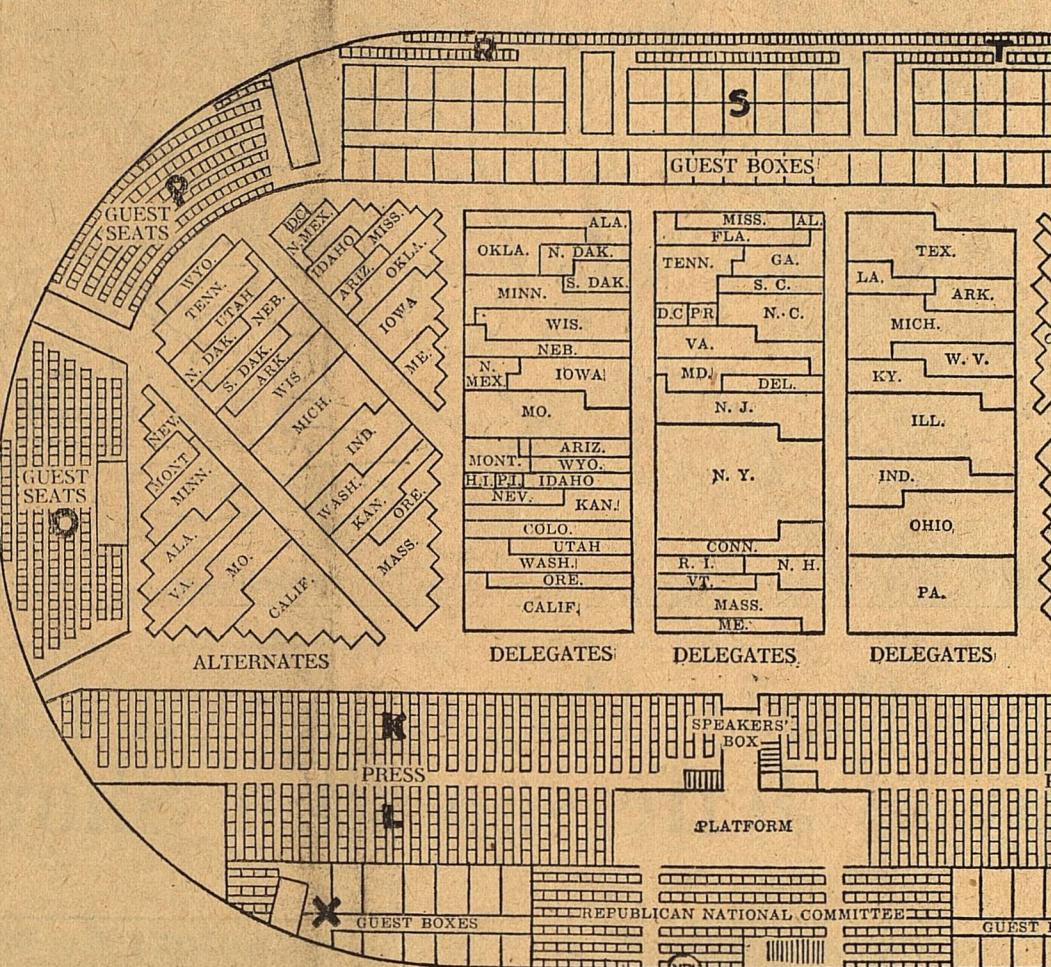 R
T
S
GUEST BOXES
P
GUEST
SEATS
D.C.
N. MEX.
IDAHO
MISS.
ARIZ.
OKLA.
IOWA
ME.
WYO.
TENN.
UTAH
NEB.
N. DAK.
S. DAK.
ARK.
WIS
MICH.
IND.
WASH.
KAN.
ORE.
MASS.
NEV.
MONT
MINN.
ALA.
VA.
MO.
CALIF.
ALTERNATES
GUEST
SEATS
O
ALA.
OKLA.
N. DAK.
S. DAK.
MINN.
WIS.
NEB.
N.
MEX.
IOWA
MO.
MONT.
ARIZ.
WYO.
H.I. P.I. IDAHO
NEV.
KAN.
COLO.
UTAH
WASH.
ORE.
CALIF.
DELEGATES
MISS. AL.
FLA.
TENN.
GA.
S. C.
D.C PR
N. C.
VA.
MD.
DEL.
N. J.
N. Y.
CONN.
R. I.
N. H.
VT.
MASS.
ME.
DELEGATES
TEX.
LA.
ARK.
MICH.
W. V.
KY.
ILL.
IND.
OHIO
PA.
DELEGATES
K
SPEAKERS'
BOX
PRESS
L
PLATFORM
X
GUEST BOXES
REPUBLICAN NATIONAL COMMITTEE
GUEST